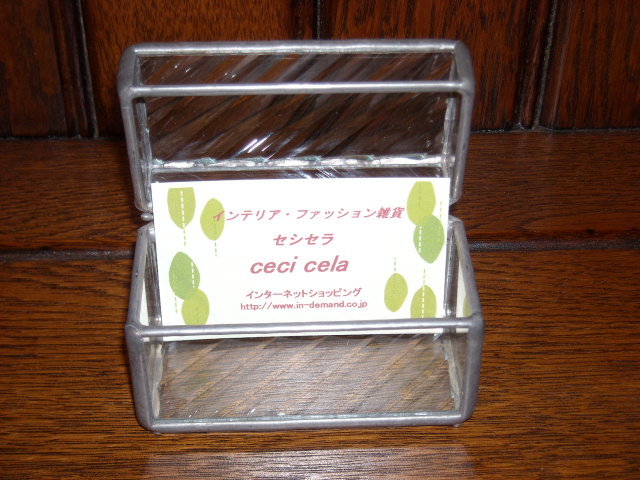 インテリア・ファッション雑貨
セシセラ
ceci cela
インターネットショッピング
http://www.in-demand.co.jp